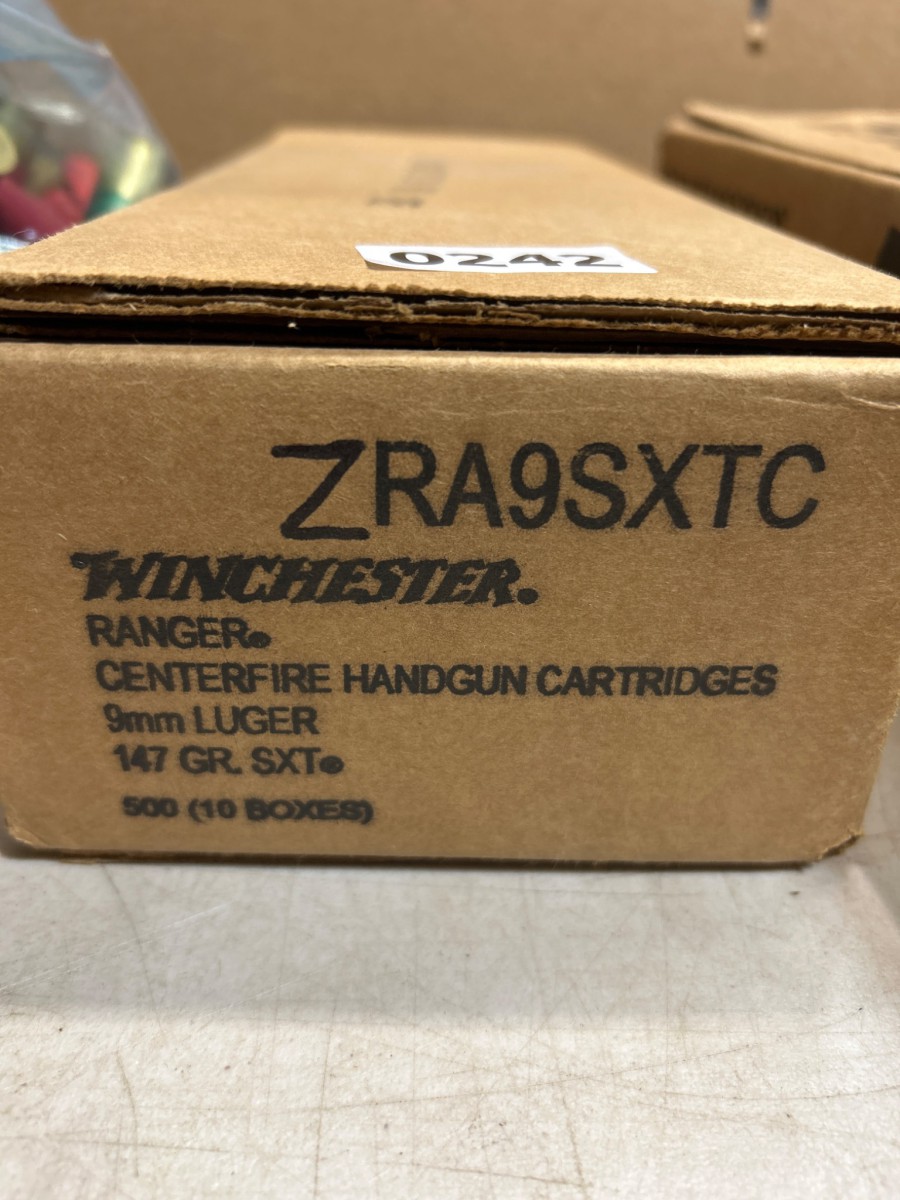 0242
ZRA9SXTC
WINCHESTER®
RANGER®
CENTERFIRE HANDGUN CARTRIDGES
9mm LUGER
147 GR. SXT®
500 (10 BOXES)